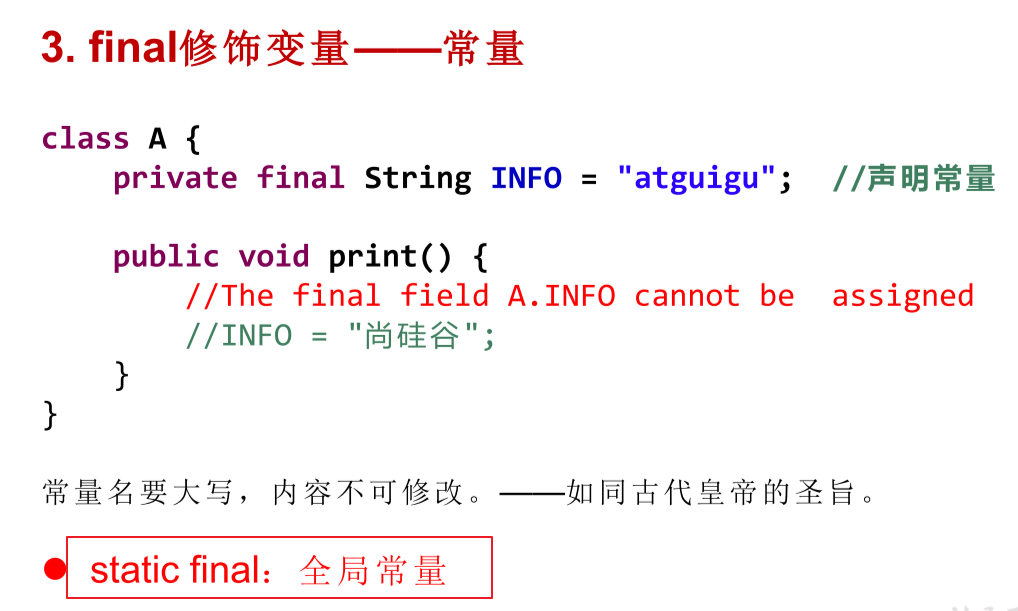 3. final修饰变量——常量
class A {
    private final String INFO = "atguigu";  //声明常量
    public void print() {
        //The final field A.INFO cannot be  assigned
        //INFO = "尚硅谷";
    }
}
常量名要大写，内容不可修改。——如同古代皇帝的圣旨。
● static final：全局常量